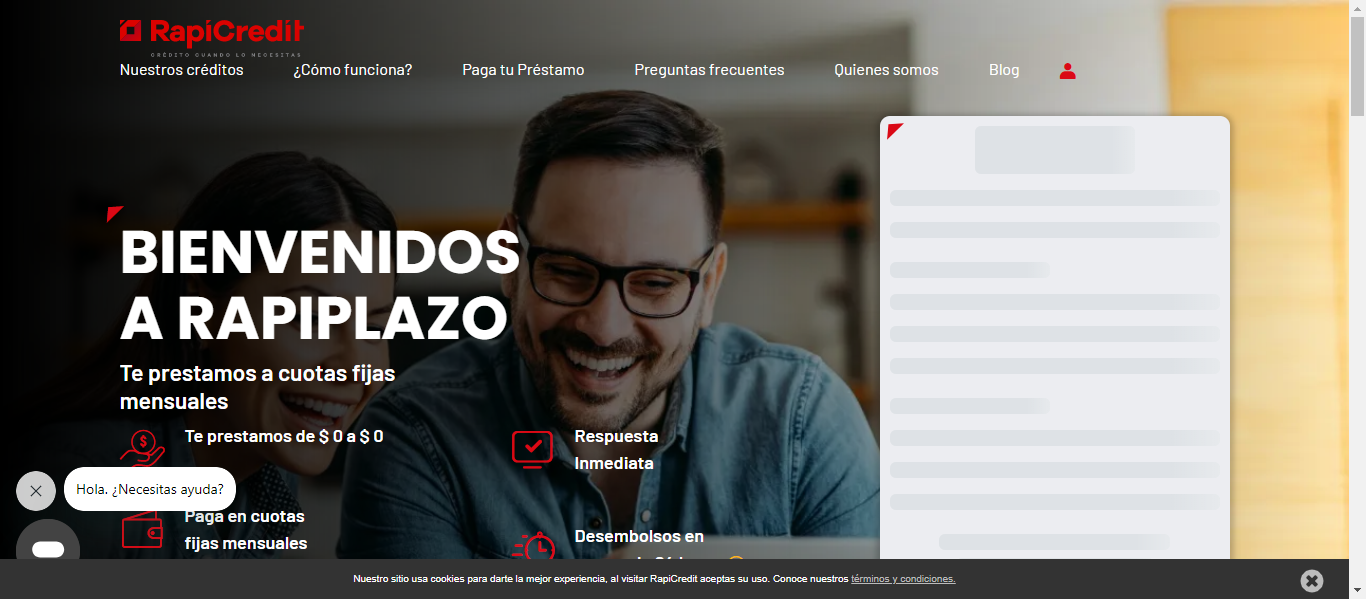 RapiCredit
CRÉDITO CUANDO LO NECESITAS
Nuestros créditos
¿Cómo funciona?
Paga tu Préstamo
Preguntas frecuentes
Quienes somos
Blog
BIENVENIDOS
A RAPIPLAZO
Te prestamos a cuotas fijas
mensuales
Te prestamos de $ 0 a $ 0
Respuesta
Inmediata
Hola. ¿Necesitas ayuda?
Paga en cuotas
fijas mensuales
Desembolsos en
Nuestro sitio usa cookies para darte la mejor experiencia, al visitar RapiCredit aceptas su uso. Conoce nuestros términos y condiciones.